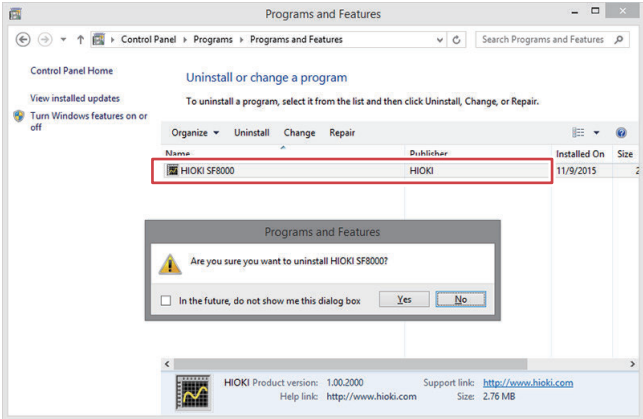 Programs and Features
Control Panel Programs Programs and Features Search Programs and Features
Control Panel Home
View installed updates
Turn Windows features on or
off
Uninstall or change a program
To uninstall a program, select it from the list and then click Uninstall, Change, or Repair.
Organize Uninstall Change Repair
Name Publisher Installed On Size
HIOKI SF8000 HIOKI 11/9/2015 2
Programs and Features
Are you sure you want to uninstall HIOKI SF8000?
In the future, do not show me this dialog box Yes No
HIOKI Product version: 1.00.2000 Support link: http://www.hioki.com
Help link: http://www.hioki.com Size: 2.76 MB